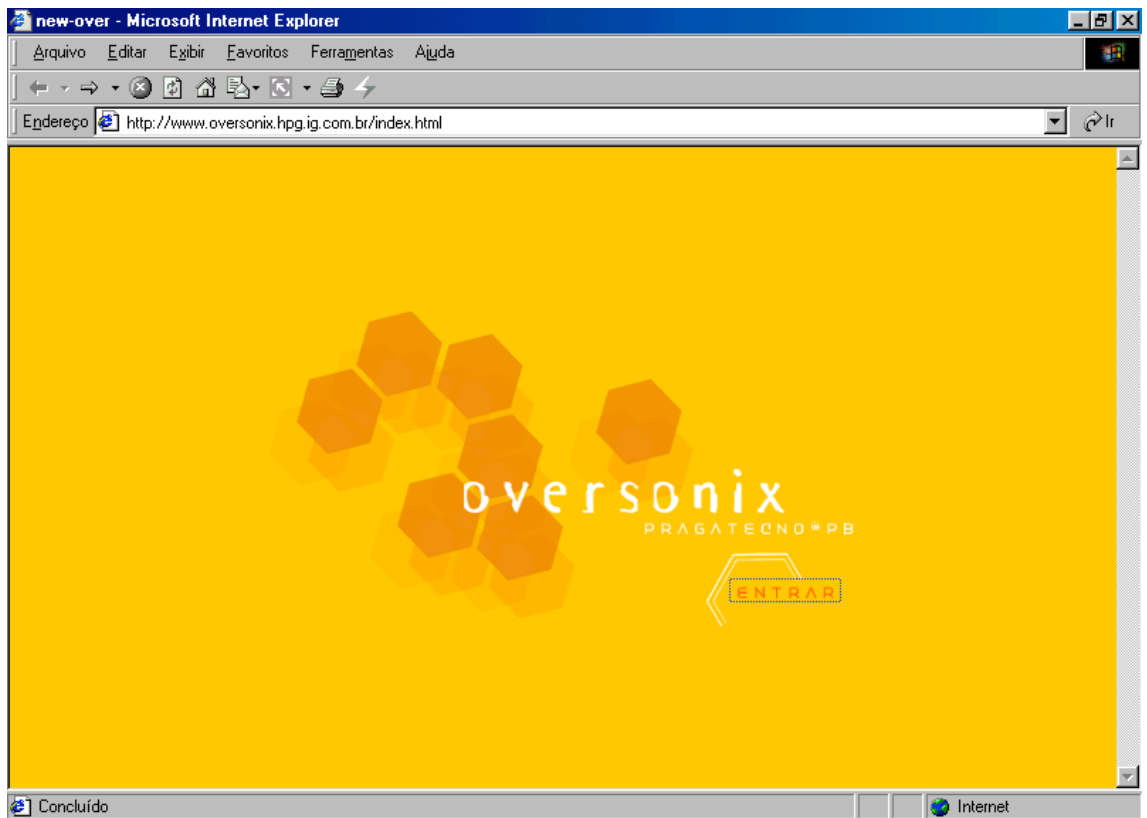 new-over - Microsoft Internet Explorer
Arquivo Editar Exibir Favoritos Ferramentas Ajuda
Endereço http://www.oversonix.hpg.ig.com.br/index.html Ir
oversonix
PRAGATECNO PB
ENTRAR
Concluído Internet